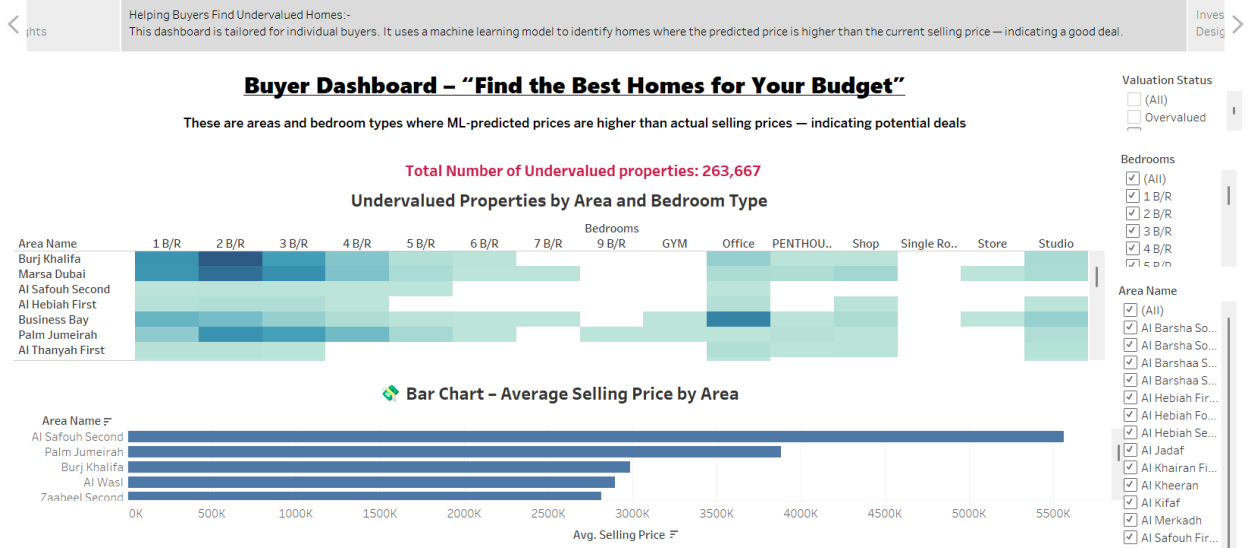 Helping Buyers Find Undervalued Homes:-
This dashboard is tailored for individual buyers. It uses a machine learning model to identify homes where the predicted price is higher than the current selling price — indicating a good deal.
ghts
Inves
Desig
Buyer Dashboard – “Find the Best Homes for Your Budget”
These are areas and bedroom types where ML-predicted prices are higher than actual selling prices — indicating potential deals
Total Number of Undervalued properties: 263,667
Undervalued Properties by Area and Bedroom Type
Bedrooms
Area Name 1 B/R 2 B/R 3 B/R 4 B/R 5 B/R 6 B/R 7 B/R 9 B/R GYM Office PENTHOU.. Shop Single Ro.. Store Studio
Burj Khalifa
Marsa Dubai
Al Safouh Second
Al Hebiah First
Business Bay
Palm Jumeirah
Al Thanyah First
💸 Bar Chart – Average Selling Price by Area
Area Name
Al Safouh Second
Palm Jumeirah
Burj Khalifa
Al Wasl
Zaabeel Second
0K 500K 1000K 1500K 2000K 2500K 3000K 3500K 4000K 4500K 5000K 5500K
Avg. Selling Price
Valuation Status
(All)
Overvalued
Bedrooms
(All)
1 B/R
2 B/R
3 B/R
4 B/R
5 B/R
Area Name
(All)
Al Barsha So...
Al Barsha So...
Al Barshaa S...
Al Barshaa S...
Al Hebiah Fir...
Al Hebiah Fo...
Al Hebiah Se...
Al Jadaf
Al Khairan Fi...
Al Kheeran
Al Kifaf
Al Merkadh
Al Safouh Fir...